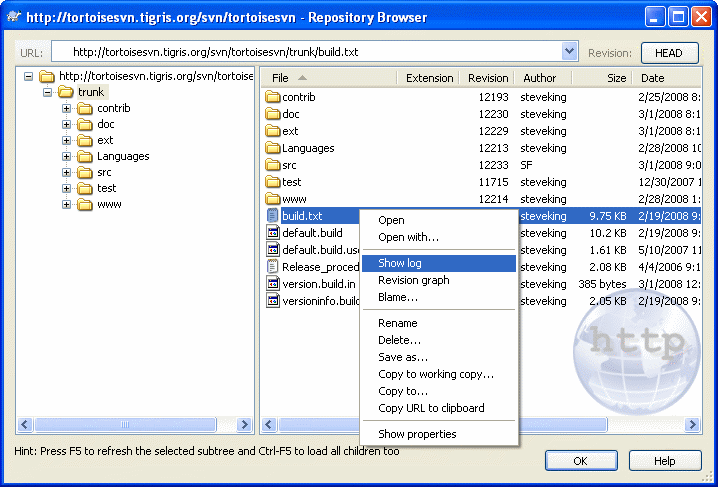 http://tortoisesvn.tigris.org/svn/tortoisesvn - Repository Browser
URL: http://tortoisesvn.tigris.org/svn/tortoisesvn/trunk/build.txt Revision: HEAD
http://tortoisesvn.tigris.org/svn/tortoise
trunk
contrib
doc
ext
Languages
src
test
www
File Extension Revision Author Size Date
contrib 12193 steveking 2/25/2008 8:
doc 12230 steveking 3/1/2008 8:1
ext 12229 steveking 3/1/2008 8:1
Languages 12213 steveking 2/28/2008 10
src 12233 SF 3/1/2008 9:0
test 11715 steveking 12/30/2007
www 12214 steveking 2/28/2008
build.txt steveking 9.75 KB 2/19/2008 9
default.build steveking 10.2 KB 2/19/2008 9
default.build.use steveking 1.61 KB 5/10/2007 11
Release_proced steveking 2.08 KB 4/4/2006 9:1
version.build.in steveking 385 bytes 3/1/2008 12:
versioninfo.build steveking 2.05 KB 2/19/2008 9
Open
Open with...
Show log
Revision graph
Blame...
Rename
Delete...
Save as...
Copy to working copy...
Copy to...
Copy URL to clipboard
Show properties
http
Hint: Press F5 to refresh the selected subtree and Ctrl-F5 to load all children too
OK Help